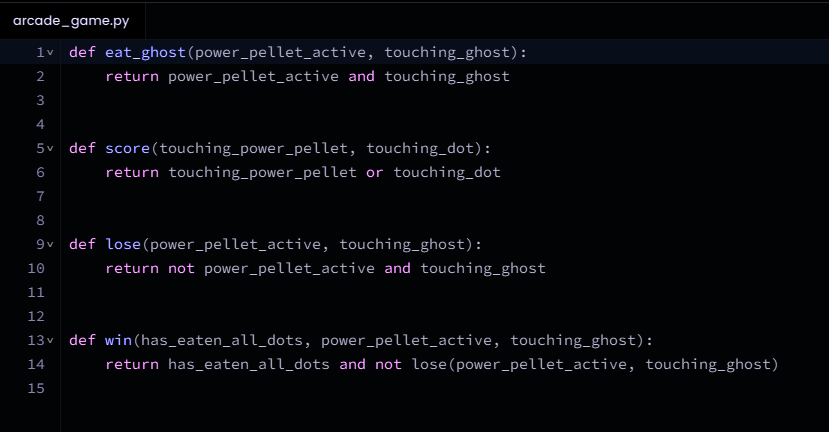 arcade_game.py
1 def eat_ghost(power_pellet_active, touching_ghost):
2     return power_pellet_active and touching_ghost
3
4
5 def score(touching_power_pellet, touching_dot):
6     return touching_power_pellet or touching_dot
7
8
9 def lose(power_pellet_active, touching_ghost):
10     return not power_pellet_active and touching_ghost
11
12
13 def win(has_eaten_all_dots, power_pellet_active, touching_ghost):
14     return has_eaten_all_dots and not lose(power_pellet_active, touching_ghost)
15